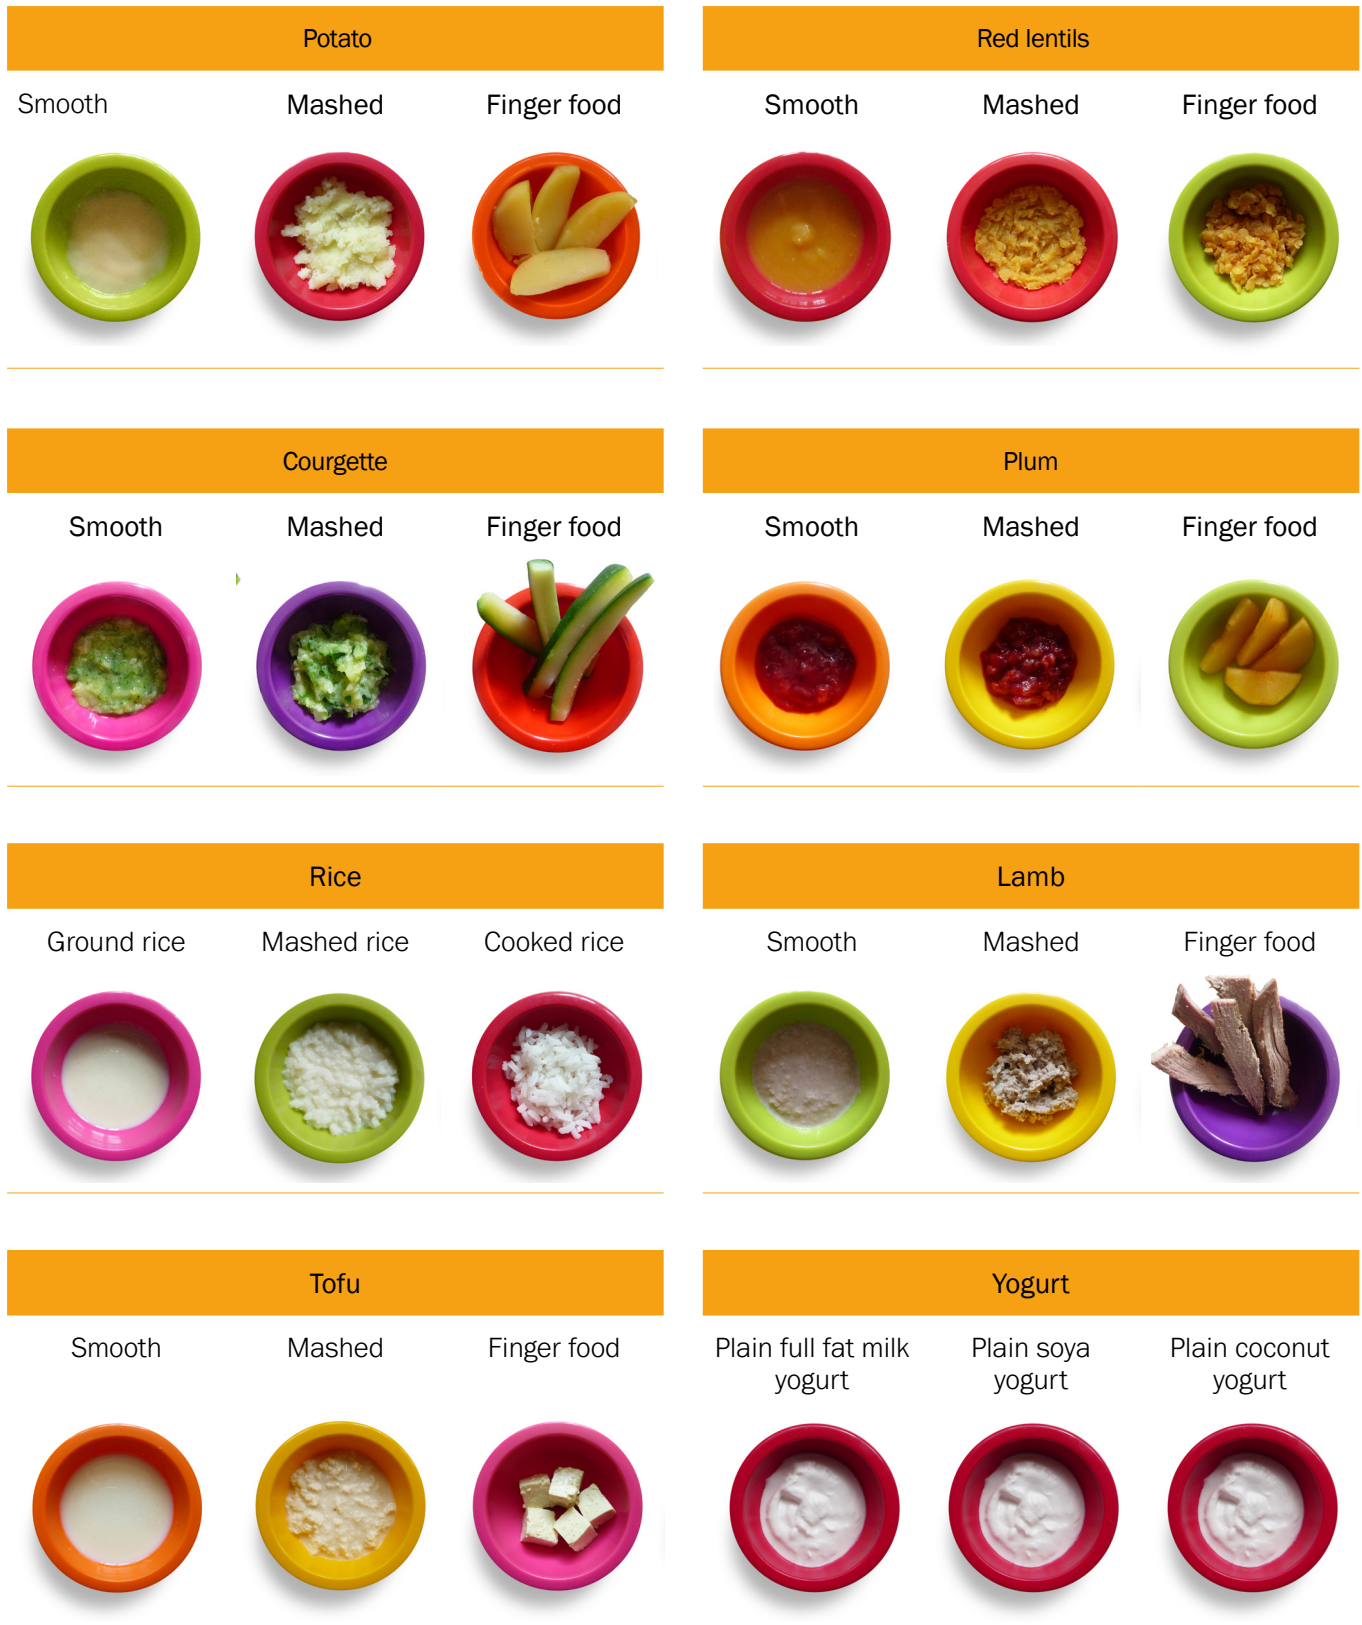 Potato
Smooth
Mashed
Finger food
Red lentils
Smooth
Mashed
Finger food
Courgette
Smooth
Mashed
Finger food
Plum
Smooth
Mashed
Finger food
Rice
Ground rice
Mashed rice
Cooked rice
Lamb
Smooth
Mashed
Finger food
Tofu
Smooth
Mashed
Finger food
Yogurt
Plain full fat milk
yogurt
Plain soya
yogurt
Plain coconut
yogurt